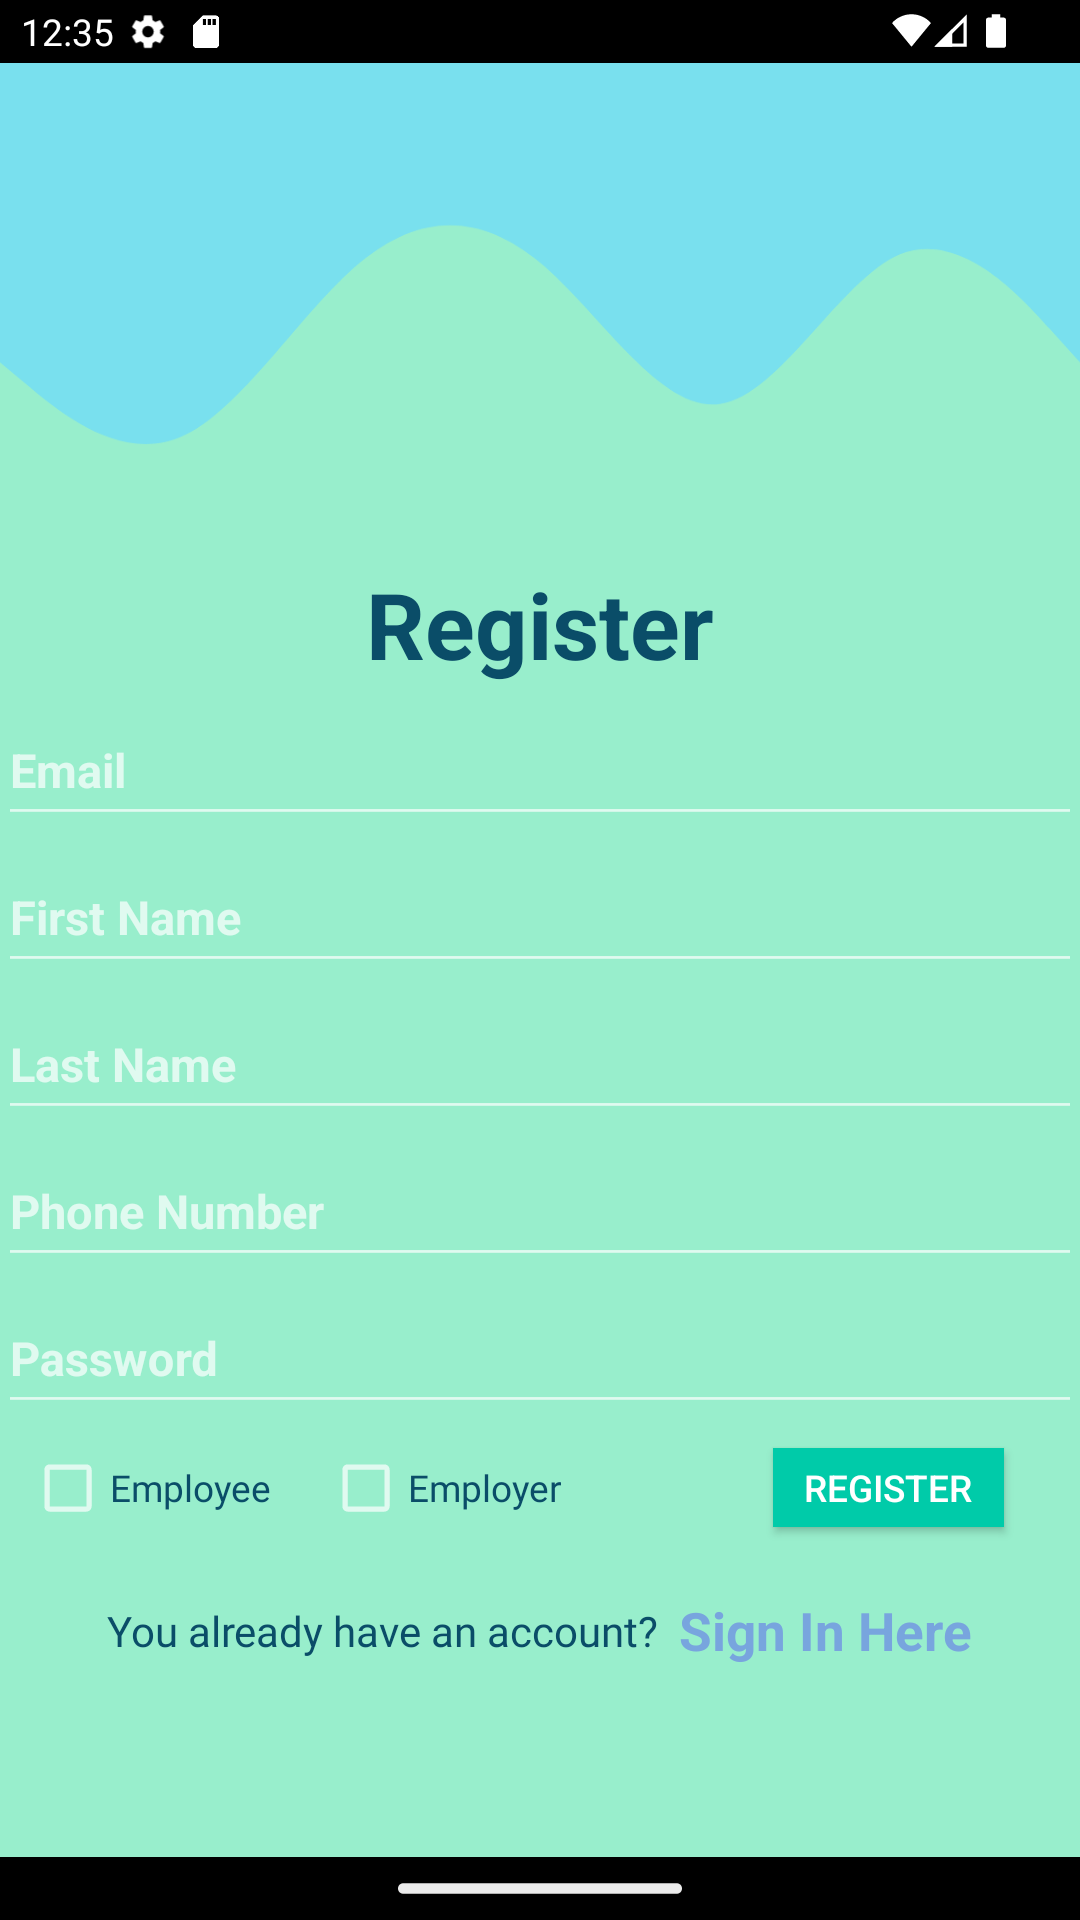 12:35
Register
Email
First Name
Last Name
Phone Number
Password
Employee Employer REGISTER
You already have an account? Sign In Here